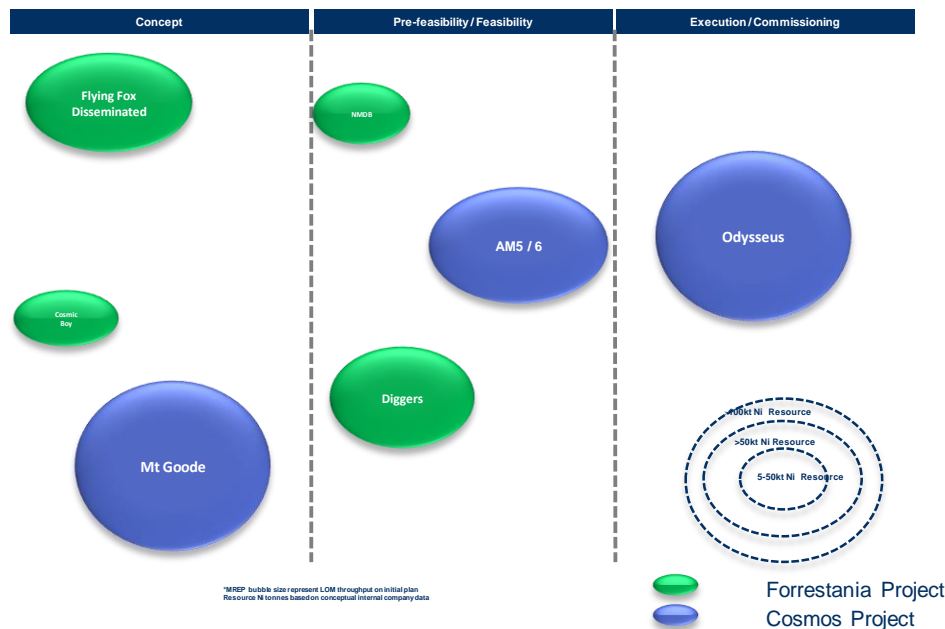 Concept
Pre-feasibility / Feasibility
Execution / Commissioning
Flying Fox
Disseminated
NMDB
AM5 / 6
Odysseus
Cosmic
Boy
Diggers
Mt Goode
>100kt Ni Resource
>50kt Ni Resource
5-50kt Ni Resource
*MREP bubble size represent LOM throughput on initial plan
Resource Ni tonnes based on conceptual internal company data
Forrestania Project
Cosmos Project